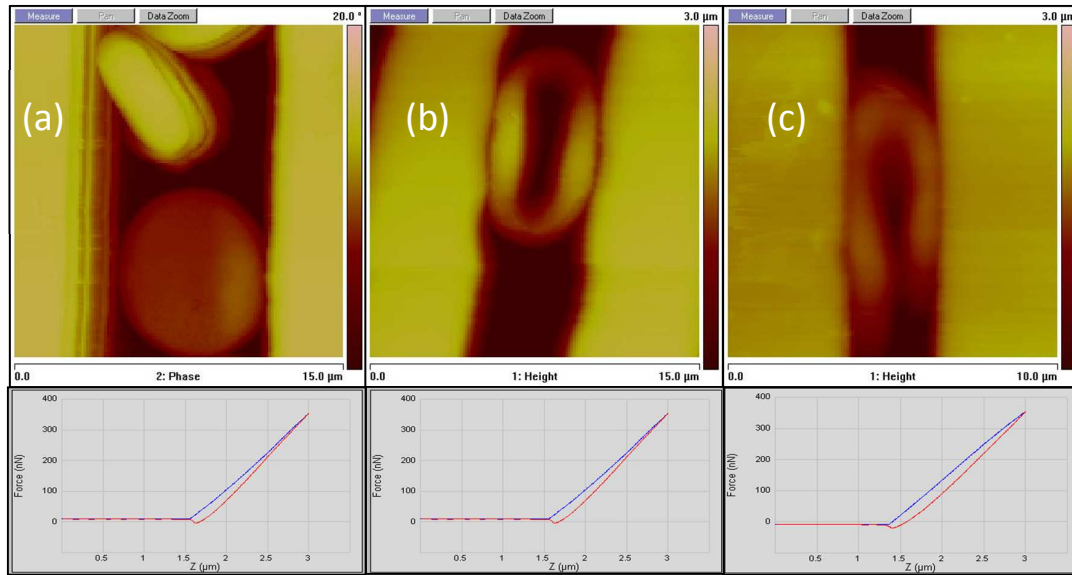 Measure Pan Data Zoom 20.0 °
(a)
0.0 2: Phase 15.0 µm
Measure Pan Data Zoom 3.0 µm
(b)
0.0 1: Height 15.0 µm
Measure Pan Data Zoom 3.0 µm
(c)
0.0 1: Height 10.0 µm
400
300
200
100
0
Force (nN)
0.5 1 1.5 2 2.5 3
Z (µm)
400
300
200
100
0
Force (nN)
0.5 1 1.5 2 2.5 3
Z (µm)
400
300
200
100
0
Force (nN)
0.5 1 1.5 2 2.5 3
Z (µm)